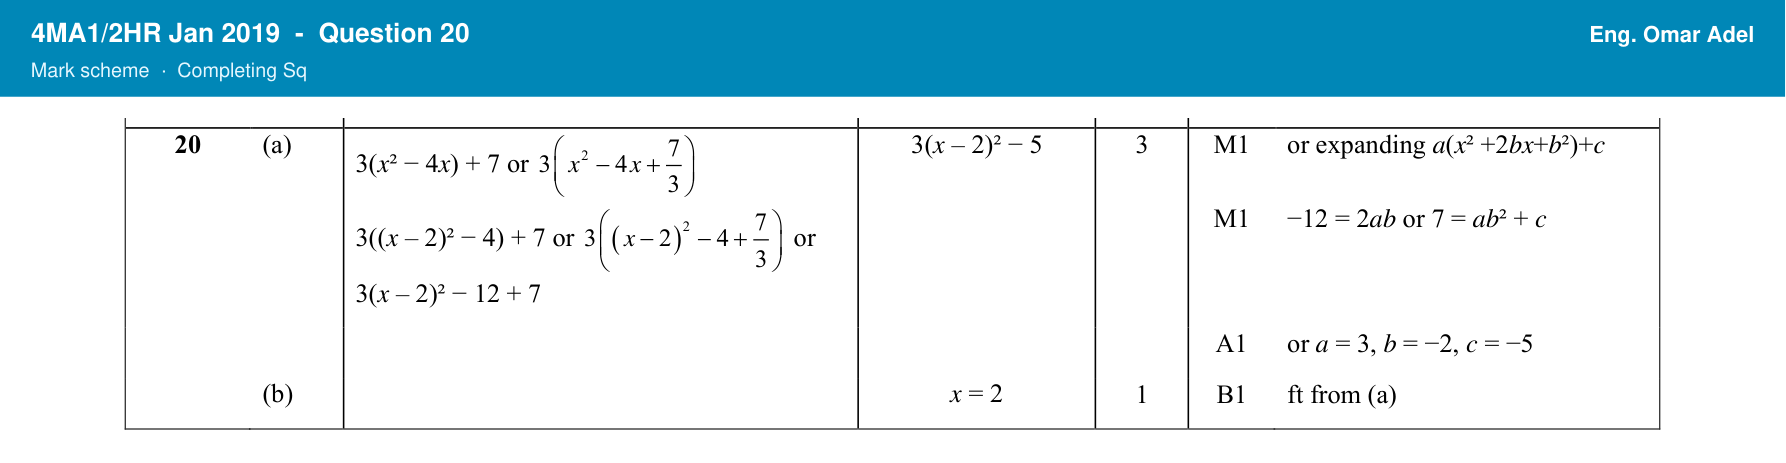 4MA1/2HR Jan 2019 - Question 20
Eng. Omar Adel
Mark scheme · Completing Sq
20 (a) 3(x² − 4x) + 7 or 3(x² − 4x + 7/3) 3(x – 2)² − 5 3 M1 or expanding a(x² +2bx+b²)+c
3((x – 2)² − 4) + 7 or 3((x − 2)² − 4 + 7/3) or M1 −12 = 2ab or 7 = ab² + c
3(x – 2)² − 12 + 7
A1 or a = 3, b = −2, c = −5
(b) x = 2 1 B1 ft from (a)